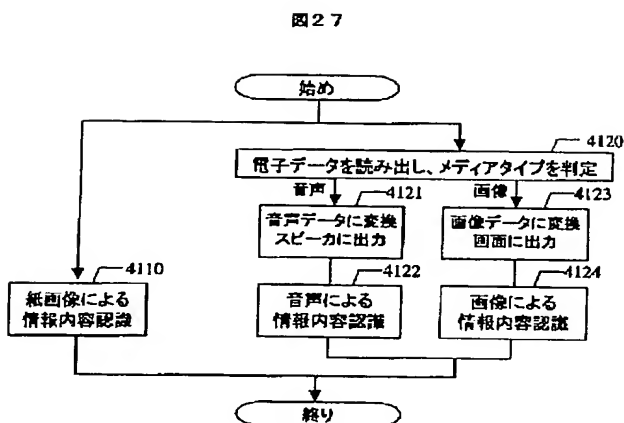 図27
始め
4120
電子データを読み出し、メディアタイプを判定
音声
4121
画像
4123
音声データに変換
スピーカに出力
画像データに変換
画面に出力
4110
4122
4124
紙画像による
情報内容認識
音声による
情報内容認識
画像による
情報内容認識
終り